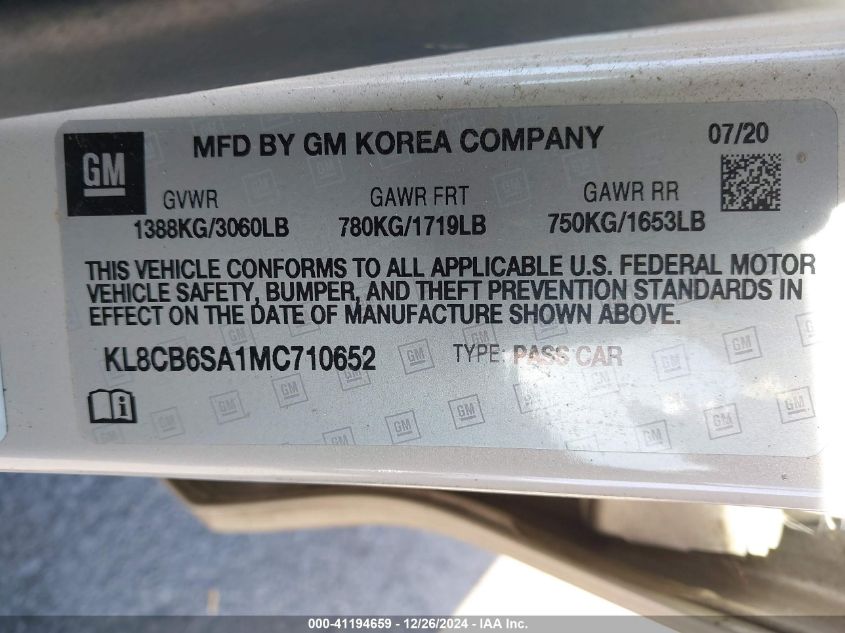 GM
MFD BY GM KOREA COMPANY
07/20
GVWR GAWR FRT GAWR RR
1388KG/3060LB 780KG/1719LB 750KG/1653LB
THIS VEHICLE CONFORMS TO ALL APPLICABLE U.S. FEDERAL MOTOR
VEHICLE SAFETY, BUMPER, AND THEFT PREVENTION STANDARDS IN
EFFECT ON THE DATE OF MANUFACTURE SHOWN ABOVE.
KL8CB6SA1MC710652 TYPE: PASS CAR
000-41194659 - 12/26/2024 - IAA Inc.